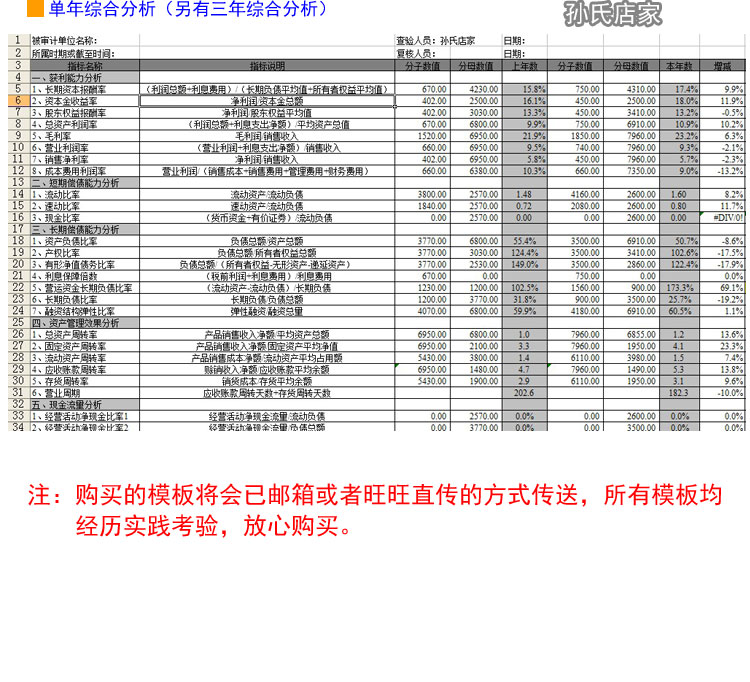 单年综合分析（另有三年综合分析）
孙氏店家
1 被审计单位名称: 查验人员: 孙氏店家 日期:
2 所属时期或截至时间: 复核人员: 日期:
3 指标名称 指标说明 分子数值 分母数值 上年数 分子数值 分母数值 本年数 增减
4 一、获利能力分析
5 1、长期资本报酬率 （利润总额+利息费用）/（长期负债平均值+所有者权益平均值） 670.00 4230.00 15.8% 750.00 4310.00 17.4% 9.9%
6 2、资本金收益率 净利润/资本金总额 402.00 2500.00 16.1% 450.00 2500.00 18.0% 11.9%
7 3、股东权益报酬率 净利润/股东权益平均值 402.00 3030.00 13.3% 450.00 3410.00 13.2% -0.5%
8 4、总资产利润率 （利润总额+利息支出净额）/平均资产总值 670.00 6800.00 9.9% 750.00 6910.00 10.9% 10.2%
9 5、毛利率 毛利润/销售收入 1520.00 6950.00 21.9% 1850.00 7960.00 23.2% 6.3%
10 6、营业利润率 （营业利润+利息支出净额）/销售收入 660.00 6950.00 9.5% 740.00 7960.00 9.3% -2.1%
11 7、销售净利率 净利润/销售收入 402.00 6950.00 5.8% 450.00 7960.00 5.7% -2.3%
12 8、成本费用利润率 营业利润/（销售成本+销售费用+管理费用+财务费用） 660.00 6380.00 10.3% 660.00 7350.00 9.0% -13.2%
13 二、短期偿债能力分析
14 1、流动比率 流动资产/流动负债 3800.00 2570.00 1.48 4160.00 2600.00 1.60 8.2%
15 2、速动比率 速动资产/流动负债 1840.00 2570.00 0.72 2080.00 2600.00 0.80 11.7%
16 3、现金比率 （货币资金+有价证券）/流动负债 0.00 2570.00 0.00 0.00 2600.00 0.00 #DIV/0!
17 三、长期偿债能力分析
18 1、资产负债比率 负债总额/资产总额 3770.00 6800.00 55.4% 3500.00 6910.00 50.7% -8.6%
19 2、产权比率 负债总额/所有者权益总额 3770.00 3030.00 124.4% 3500.00 3410.00 102.6% -17.5%
20 3、有形净值债务比率 负债总额/（所有者权益-无形资产-递延资产） 3770.00 2530.00 149.0% 3500.00 2860.00 122.4% -17.9%
21 4、利息保障倍数 （税前利润+利息费用）/利息费用 670.00 0.00 750.00 0.00 0.0%
22 5、营运资金长期负债比率 （流动资产-流动负债）/长期负债 1230.00 1200.00 102.5% 1560.00 900.00 173.3% 69.1%
23 6、长期负债比率 长期负债/负债总额 1200.00 3770.00 31.8% 900.00 3500.00 25.7% -19.2%
24 7、融资结构弹性比率 弹性融资/融资总量 4070.00 6800.00 59.9% 4180.00 6910.00 60.5% 1.1%
25 四、资产管理效果分析
26 1、总资产周转率 产品销售收入净额/平均资产总额 6950.00 6800.00 1.0 7960.00 6855.00 1.2 13.6%
27 2、固定资产周转率 产品销售收入净额/固定资产平均净值 6950.00 2100.00 3.3 7960.00 1950.00 4.1 23.3%
28 3、流动资产周转率 产品销售成本净额/流动资产平均占用额 5430.00 3800.00 1.4 6110.00 3980.00 1.5 7.4%
29 4、应收账款周转率 赊销收入净额/应收账款平均余额 6950.00 1480.00 4.7 7960.00 1490.00 5.3 13.8%
30 5、存货周转率 销货成本/存货平均余额 5430.00 1900.00 2.9 6110.00 1950.00 3.1 9.6%
31 6、营业周期 应收账款周转天数+存货周转天数 202.6 182.3 -10.0%
32 五、现金流量分析
33 1、经营活动净现金比率1 经营活动净现金流量/流动负债 0.00 2570.00 0.0% 0.00 2600.00 0.0% 0.0%
34 2、经营活动净现金比率2 经营活动净现金流量/负债总额 0.00 3770.00 0.0% 0.00 3500.00 0.0% 0.0%
注：购买的模板将会已邮箱或者旺旺直传的方式传送，所有模板均
经历实践考验，放心购买。